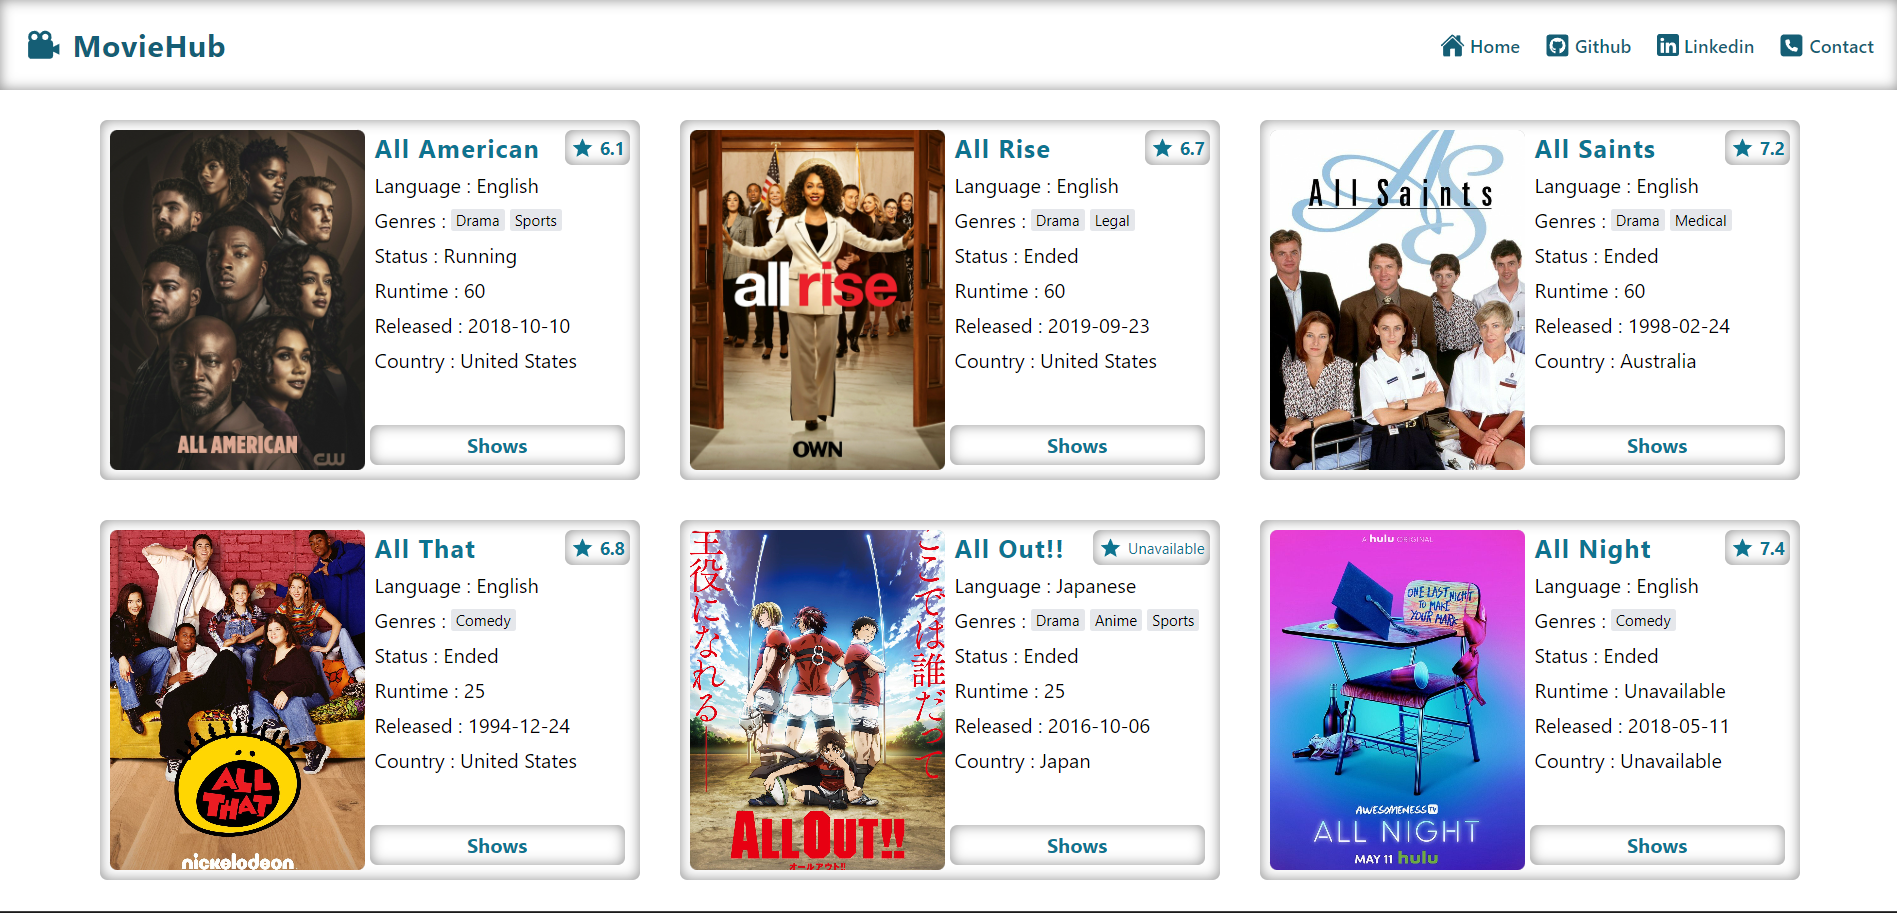 MovieHub
Home Github Linkedin Contact
ALL AMERICAN
CW
All American
6.1
Language : English
Genres : Drama Sports
Status : Running
Runtime : 60
Released : 2018-10-10
Country : United States
Shows
all rise
OWN
All Rise
6.7
Language : English
Genres : Drama Legal
Status : Ended
Runtime : 60
Released : 2019-09-23
Country : United States
Shows
AS
All Saints
All Saints
7.2
Language : English
Genres : Drama Medical
Status : Ended
Runtime : 60
Released : 1998-02-24
Country : Australia
Shows
ALL
THAT
nickelodeon
All That
6.8
Language : English
Genres : Comedy
Status : Ended
Runtime : 25
Released : 1994-12-24
Country : United States
Shows
ここでは誰だって
王役になれる
8
ALL OUT!!
オールアウト!!
All Out!!
Unavailable
Language : Japanese
Genres : Drama Anime Sports
Status : Ended
Runtime : 25
Released : 2016-10-06
Country : Japan
Shows
A hulu ORIGINAL
ONE LAST NIGHT
TO MAKE
YOUR MARK
AWESOMENESS TV
ALL NIGHT
MAY 11 hulu
All Night
7.4
Language : English
Genres : Comedy
Status : Ended
Runtime : Unavailable
Released : 2018-05-11
Country : Unavailable
Shows